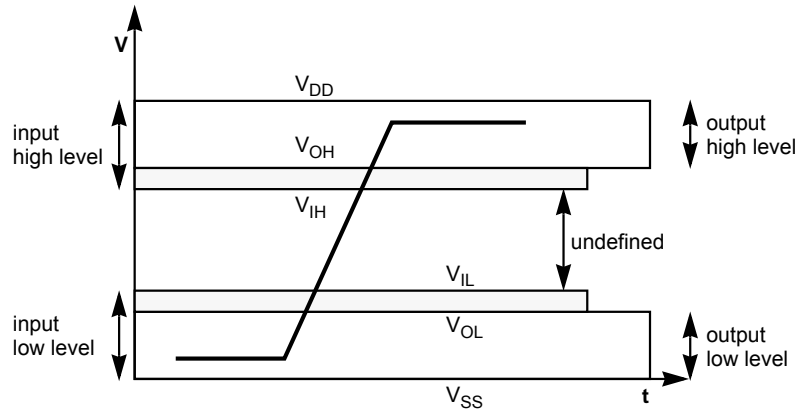 V
V_DD
input
high level
V_OH
output
high level
V_IH
undefined
V_IL
input
low level
V_OL
output
low level
V_SS
t